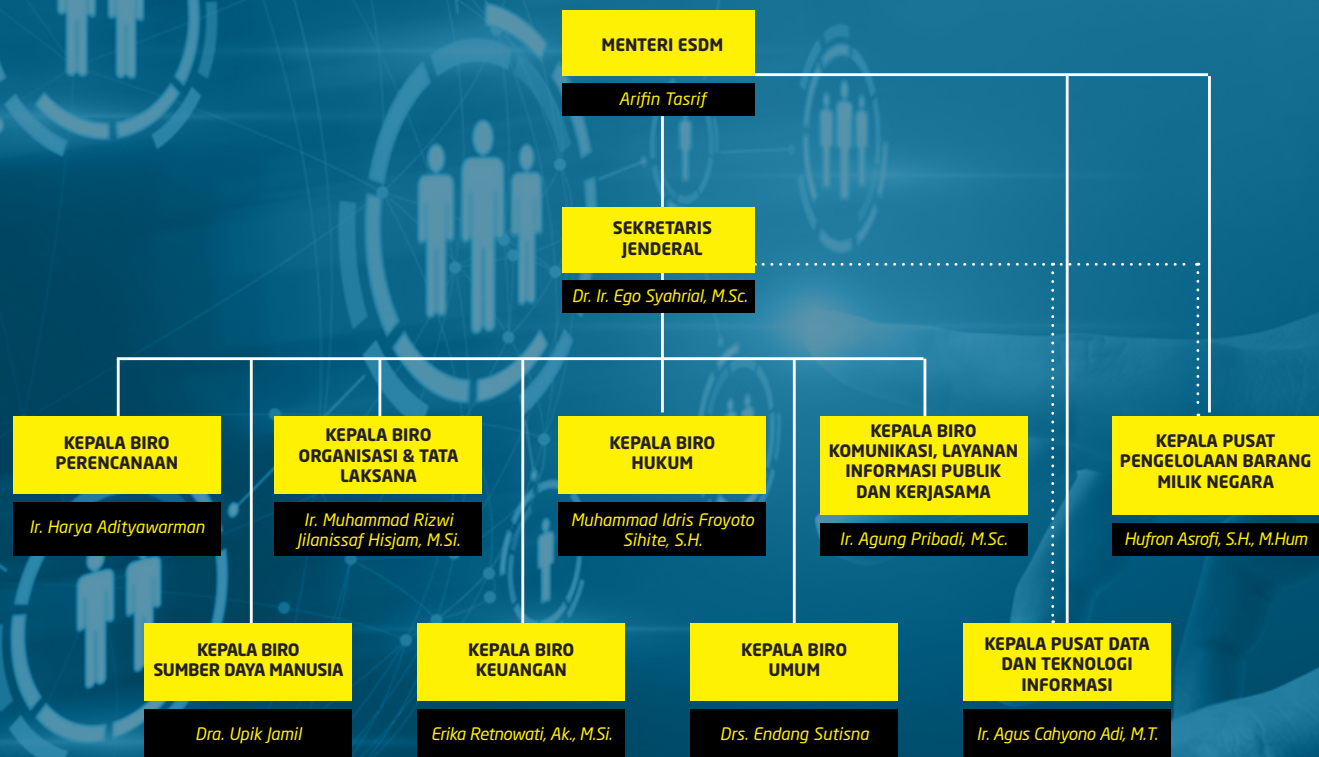 MENTERI ESDM
Arifin Tasrif
SEKRETARIS
JENDERAL
Dr. Ir. Ego Syahrial, M.Sc.
KEPALA BIRO
PERENCANAAN
Ir. Harya Adityawarman
KEPALA BIRO
ORGANISASI & TATA
LAKSANA
Ir. Muhammad Rizwi
Jilanissaf Hisjam, M.Si.
KEPALA BIRO
HUKUM
Muhammad Idris Froyoto
Sihite, S.H.
KEPALA BIRO
KOMUNIKASI, LAYANAN
INFORMASI PUBLIK
DAN KERJASAMA
Ir. Agung Pribadi, M.Sc.
KEPALA PUSAT
PENGELOLAAN BARANG
MILIK NEGARA
Hufron Asrofi, S.H., M.Hum
KEPALA BIRO
SUMBER DAYA MANUSIA
Dra. Upik Jamil
KEPALA BIRO
KEUANGAN
Erika Retnowati, Ak., M.Si.
KEPALA BIRO
UMUM
Drs. Endang Sutisna
KEPALA PUSAT DATA
DAN TEKNOLOGI
INFORMASI
Ir. Agus Cahyono Adi, M.T.